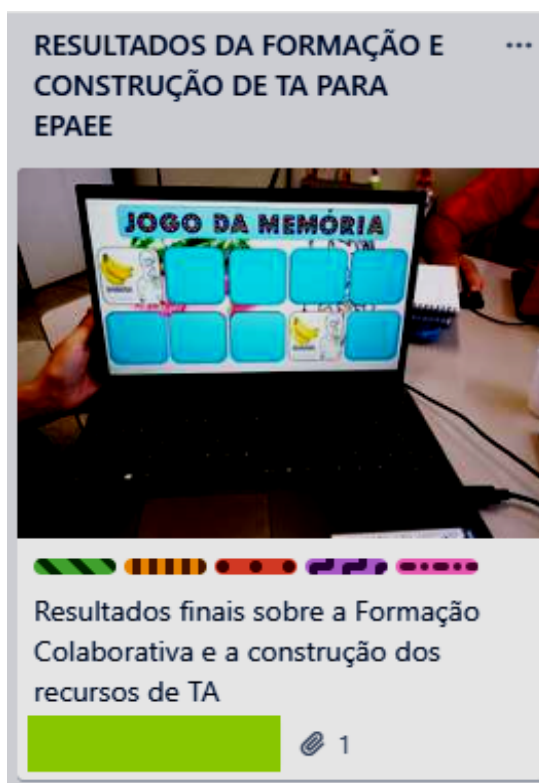 RESULTADOS DA FORMAÇÃO E
CONSTRUÇÃO DE TA PARA
EPAEE
JOGO DA MEMÓRIA
Resultados finais sobre a Formação
Colaborativa e a construção dos
recursos de TA
1